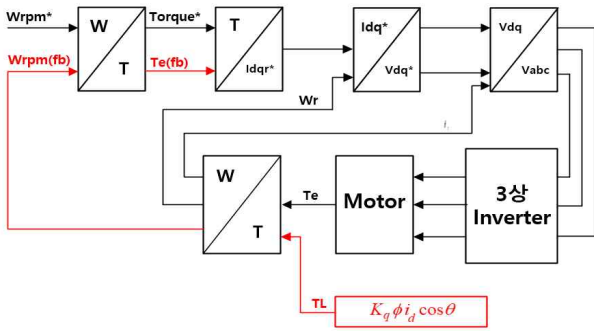 Wrpm*
Wrpm(fb)
W
T
Torque*
Te(fb)
T
Idqr*
Idq*
Vdq*
Vdq
Vabc
Wr
W
T
Te
Motor
3상
Inverter
TL
K_q ϕ i_d cosθ